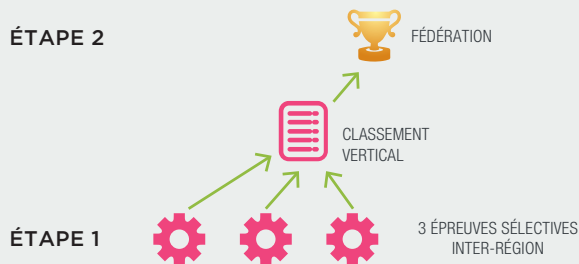 ÉTAPE 2
FÉDÉRATION
CLASSEMENT
VERTICAL
ÉTAPE 1
3 ÉPREUVES SÉLECTIVES
INTER-RÉGION